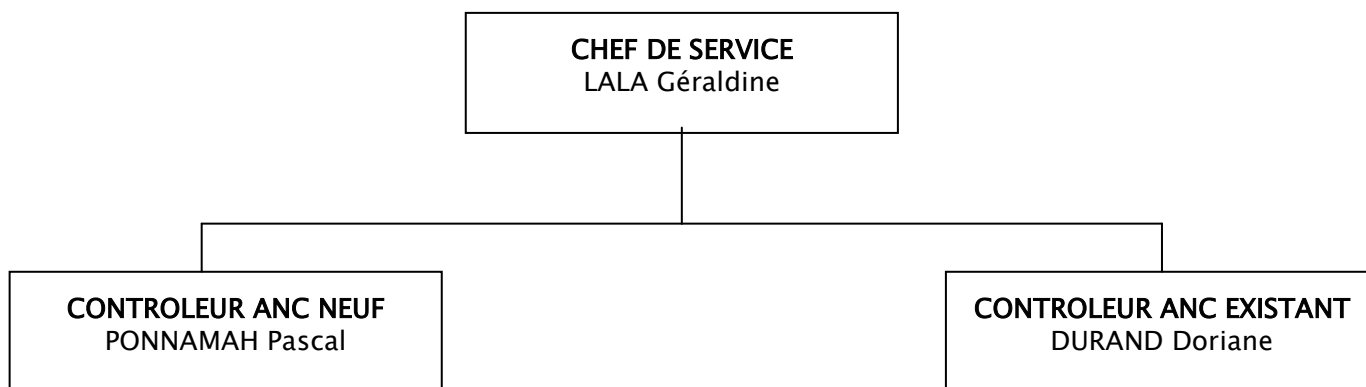 CHEF DE SERVICE
LALA Géraldine
CONTROLEUR ANC NEUF
PONNAMAH Pascal
CONTROLEUR ANC EXISTANT
DURAND Doriane